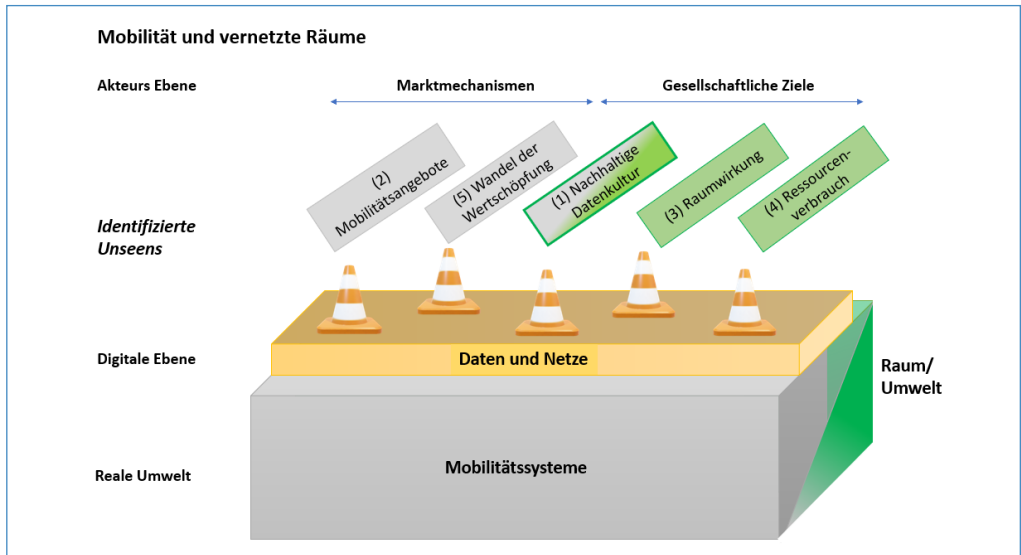 Mobilität und vernetzte Räume
Akteurs Ebene
Marktmechanismen
Gesellschaftliche Ziele
(2)
Mobilitätsangebote
(5) Wandel der
Wertschöpfung
(1) Nachhaltige
Datenkultur
(3) Raumwirkung
(4) Ressourcen-
verbrauch
Identifizierte
Unseens
Digitale Ebene
Daten und Netze
Raum/
Umwelt
Reale Umwelt
Mobilitätssysteme